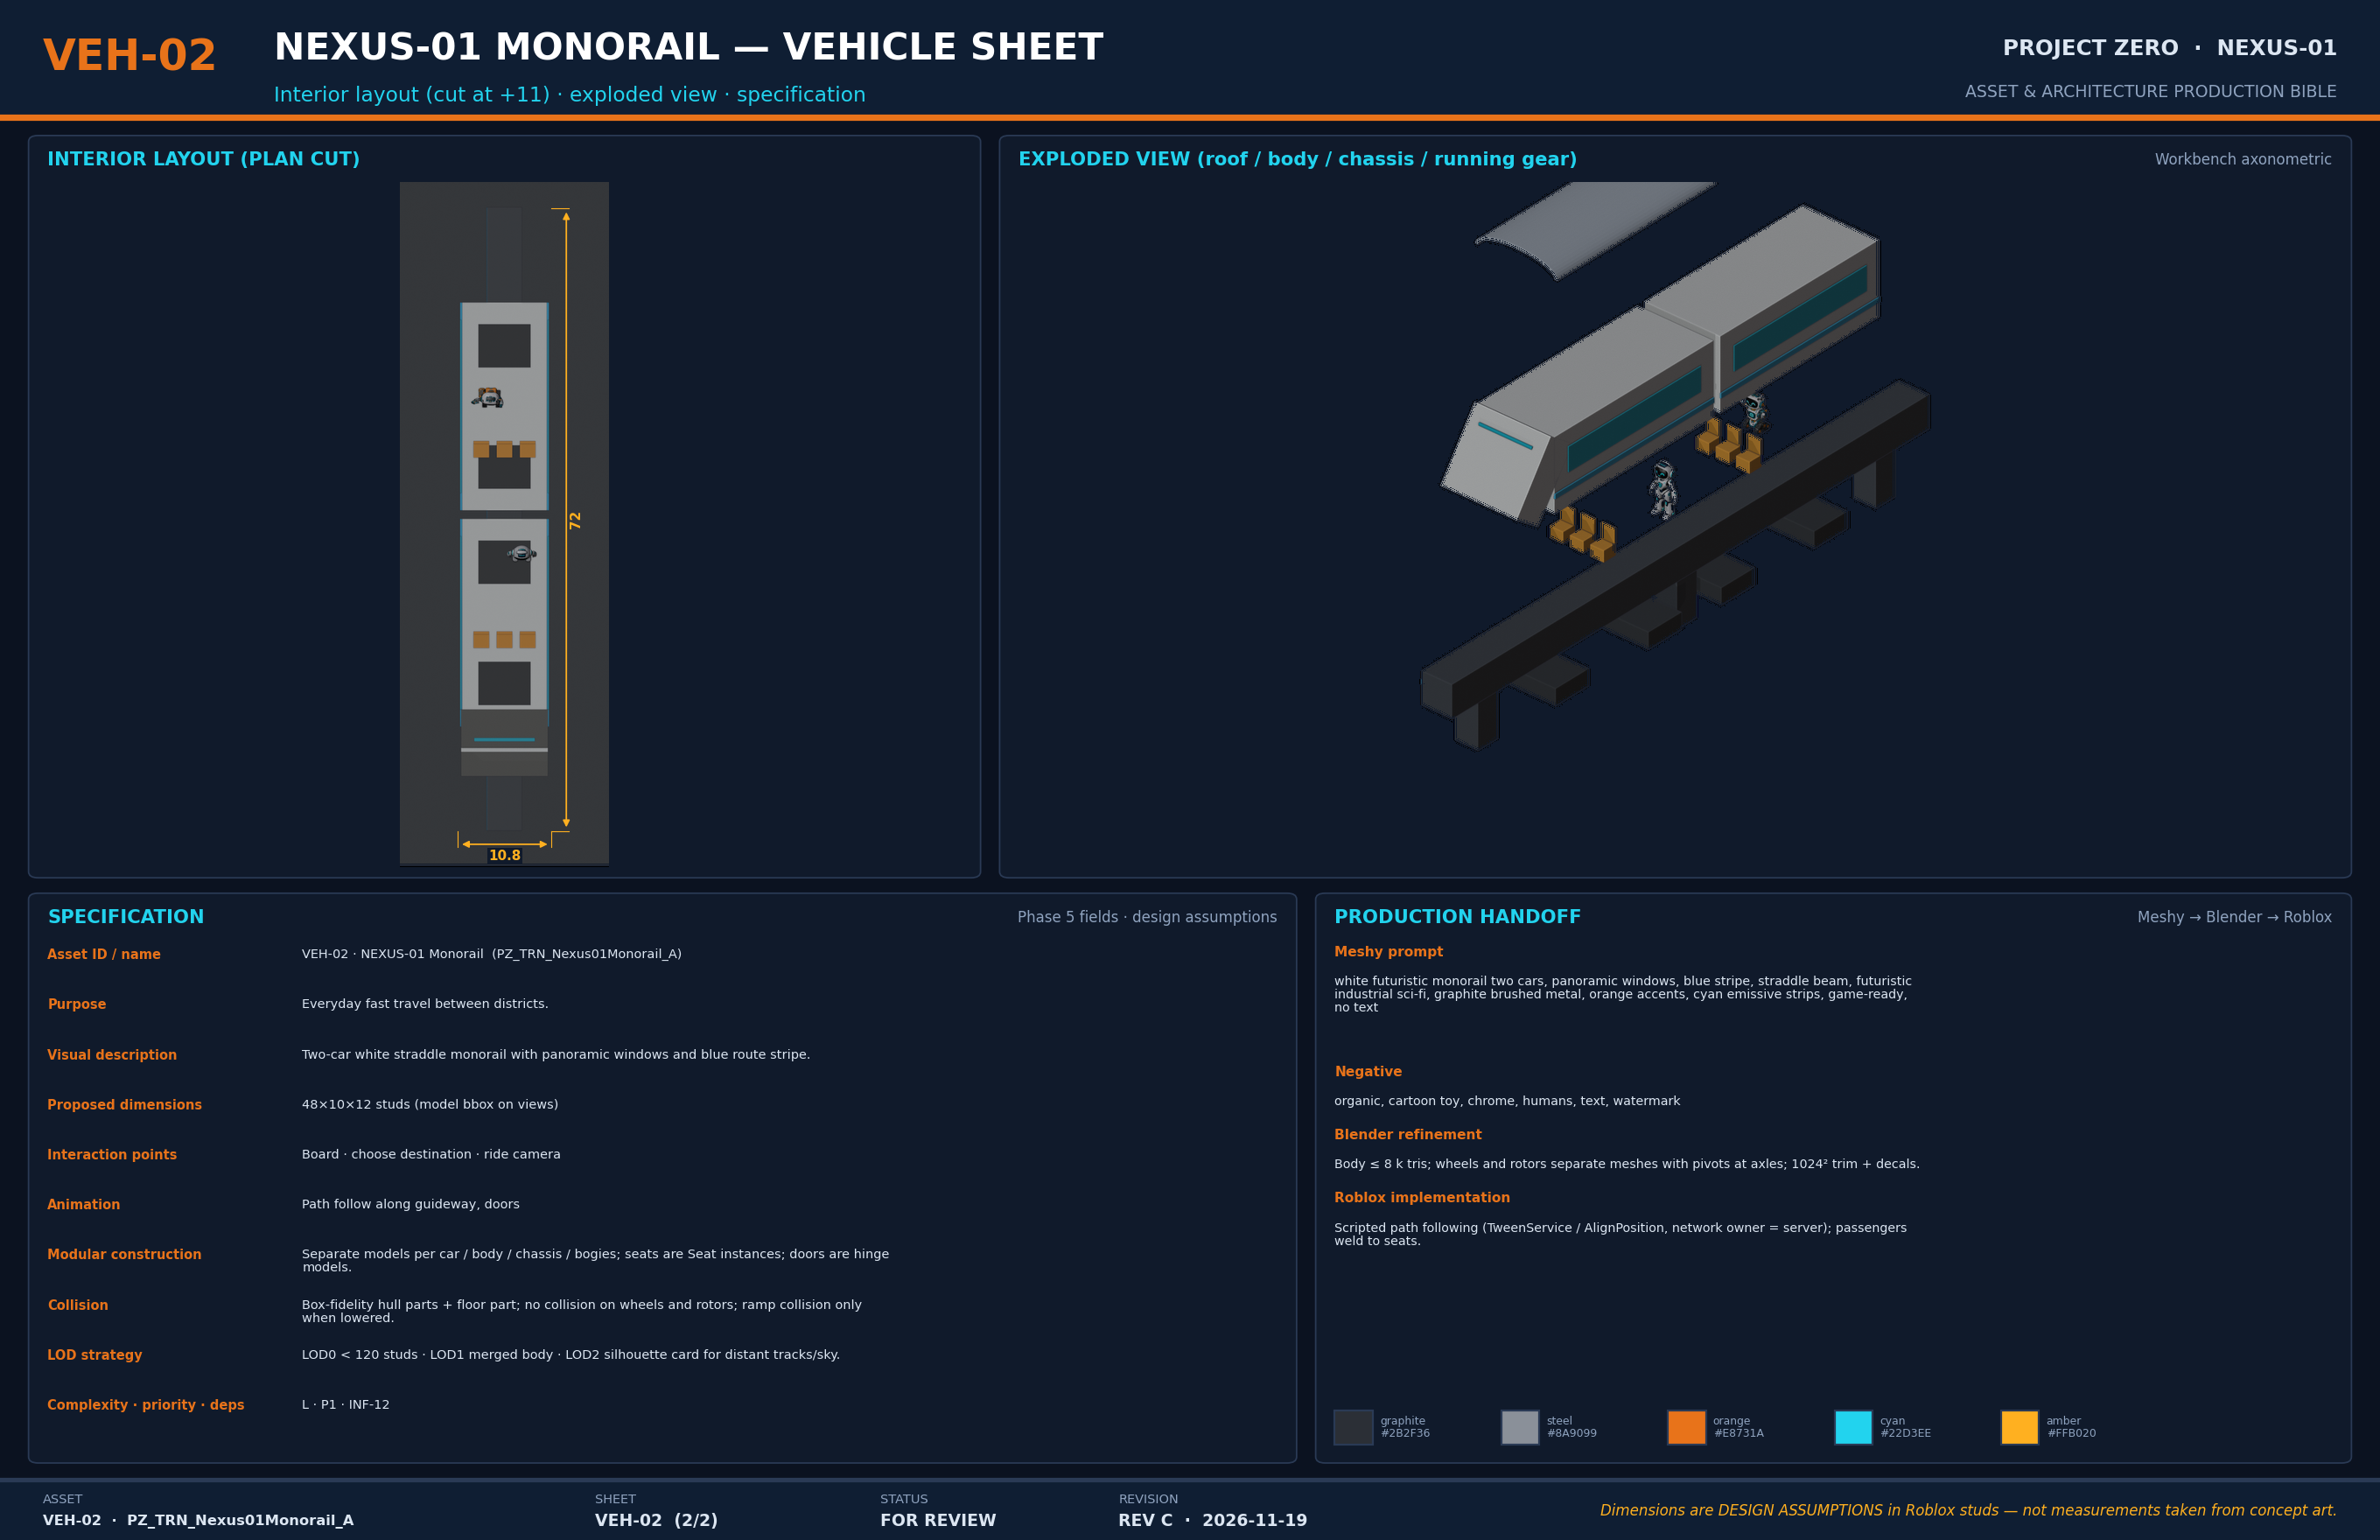 VEH-02
NEXUS-01 MONORAIL — VEHICLE SHEET
Interior layout (cut at +11) · exploded view · specification
PROJECT ZERO · NEXUS-01
ASSET & ARCHITECTURE PRODUCTION BIBLE
INTERIOR LAYOUT (PLAN CUT)
72
10.8
EXPLODED VIEW (roof / body / chassis / running gear)
Workbench axonometric
SPECIFICATION
Phase 5 fields · design assumptions
Asset ID / name
VEH-02 · NEXUS-01 Monorail (PZ_TRN_Nexus01Monorail_A)
Purpose
Everyday fast travel between districts.
Visual description
Two-car white straddle monorail with panoramic windows and blue route stripe.
Proposed dimensions
48×10×12 studs (model bbox on views)
Interaction points
Board · choose destination · ride camera
Animation
Path follow along guideway, doors
Modular construction
Separate models per car / body / chassis / bogies; seats are Seat instances; doors are hinge
models.
Collision
Box-fidelity hull parts + floor part; no collision on wheels and rotors; ramp collision only
when lowered.
LOD strategy
LOD0 < 120 studs · LOD1 merged body · LOD2 silhouette card for distant tracks/sky.
Complexity · priority · deps
L · P1 · INF-12
PRODUCTION HANDOFF
Meshy → Blender → Roblox
Meshy prompt
white futuristic monorail two cars, panoramic windows, blue stripe, straddle beam, futuristic
industrial sci-fi, graphite brushed metal, orange accents, cyan emissive strips, game-ready,
no text
Negative
organic, cartoon toy, chrome, humans, text, watermark
Blender refinement
Body ≤ 8 k tris; wheels and rotors separate meshes with pivots at axles; 1024² trim + decals.
Roblox implementation
Scripted path following (TweenService / AlignPosition, network owner = server); passengers
weld to seats.
graphite
#2B2F36
steel
#8A9099
orange
#E8731A
cyan
#22D3EE
amber
#FFB020
ASSET
VEH-02 · PZ_TRN_Nexus01Monorail_A
SHEET
VEH-02 (2/2)
STATUS
FOR REVIEW
REVISION
REV C · 2026-11-19
Dimensions are DESIGN ASSUMPTIONS in Roblox studs — not measurements taken from concept art.